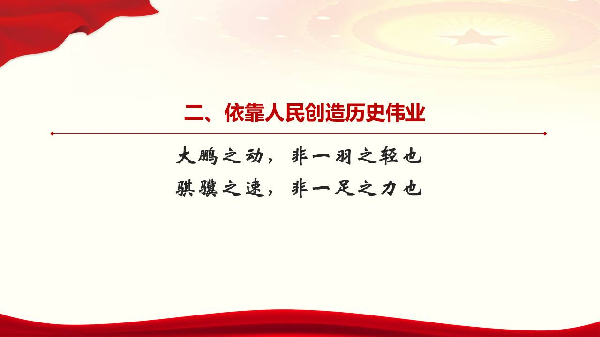 二、依靠人民创造历史伟业
大鹏之动，非一羽之轻也
骐骥之速，非一足之力也